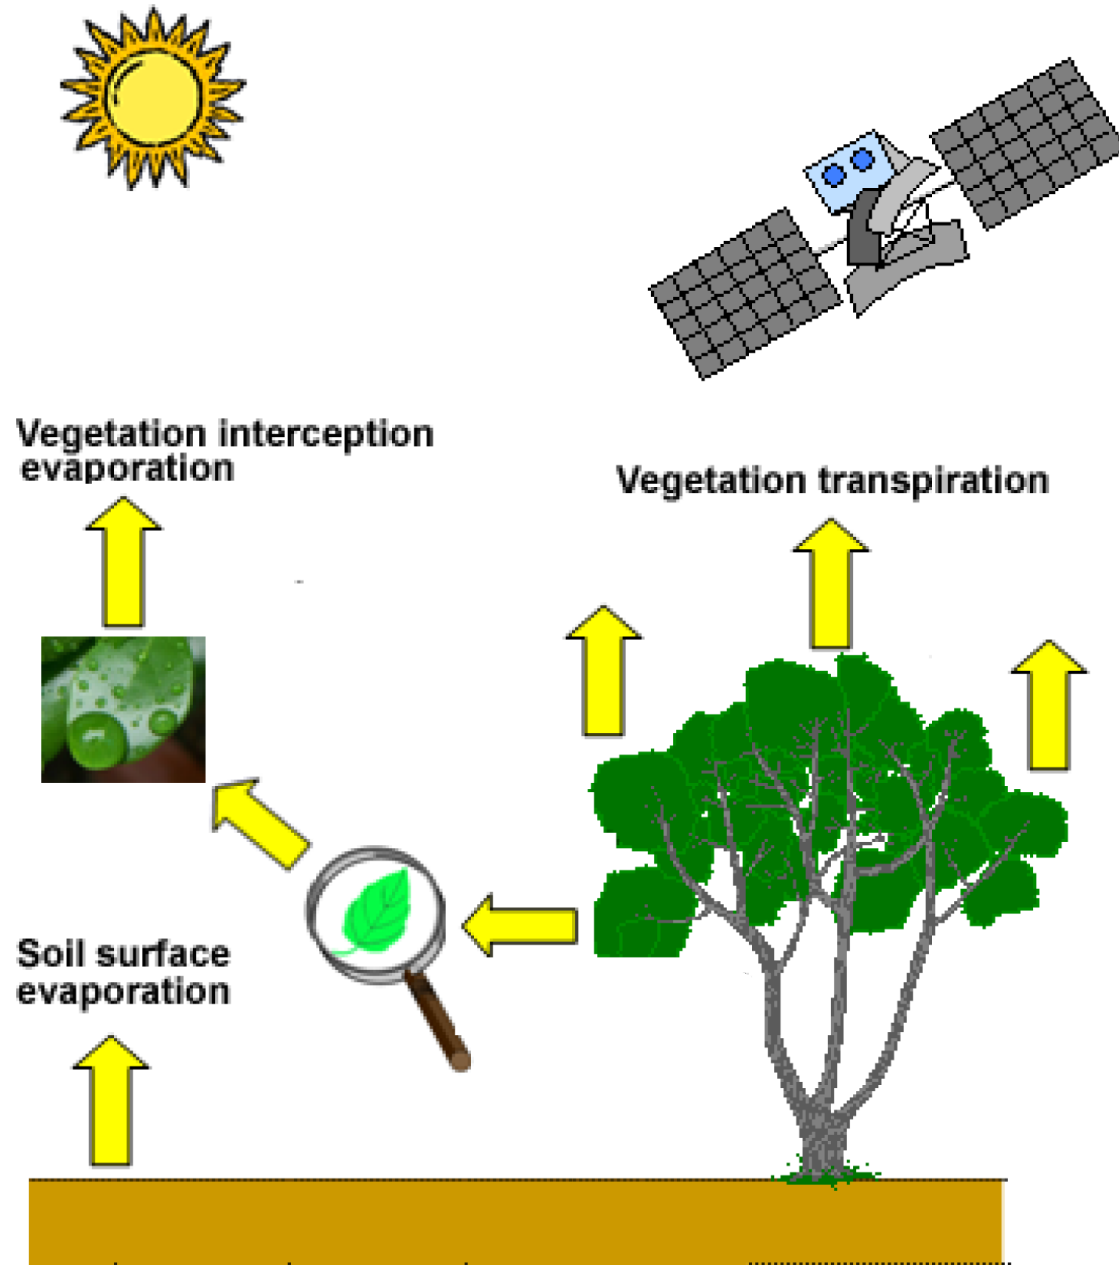 Vegetation interception
evaporation
Vegetation transpiration
Soil surface
evaporation